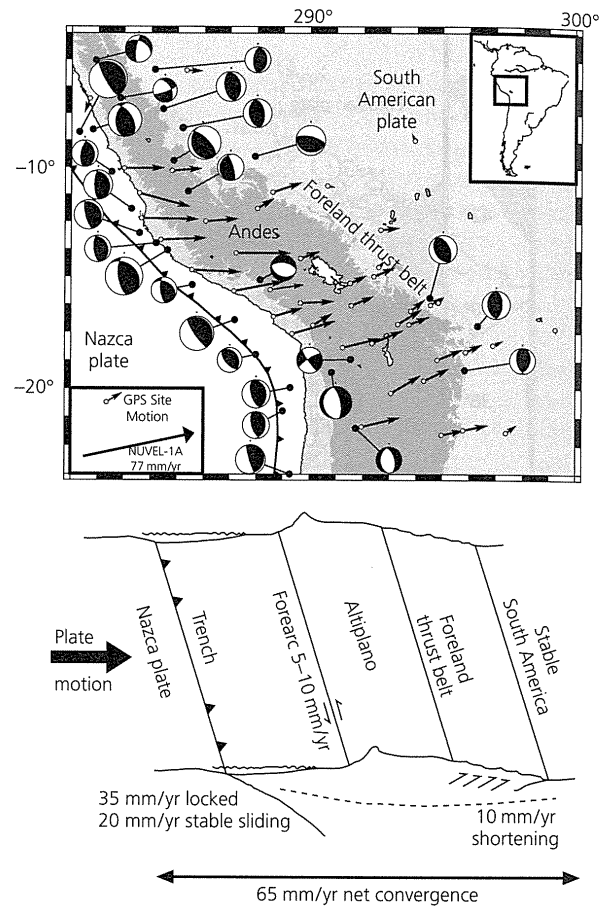 290°
300°
South
American
plate
–10°
Foreland thrust belt
Andes
Nazca
plate
–20°
GPS Site
Motion
NUVEL-1A
77 mm/yr
Plate
motion
Nazca plate
Trench
Forearc 5–10 mm/yr
Altiplano
Foreland
thrust belt
Stable
South America
35 mm/yr locked
20 mm/yr stable sliding
10 mm/yr
shortening
65 mm/yr net convergence